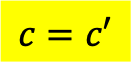 c = c′